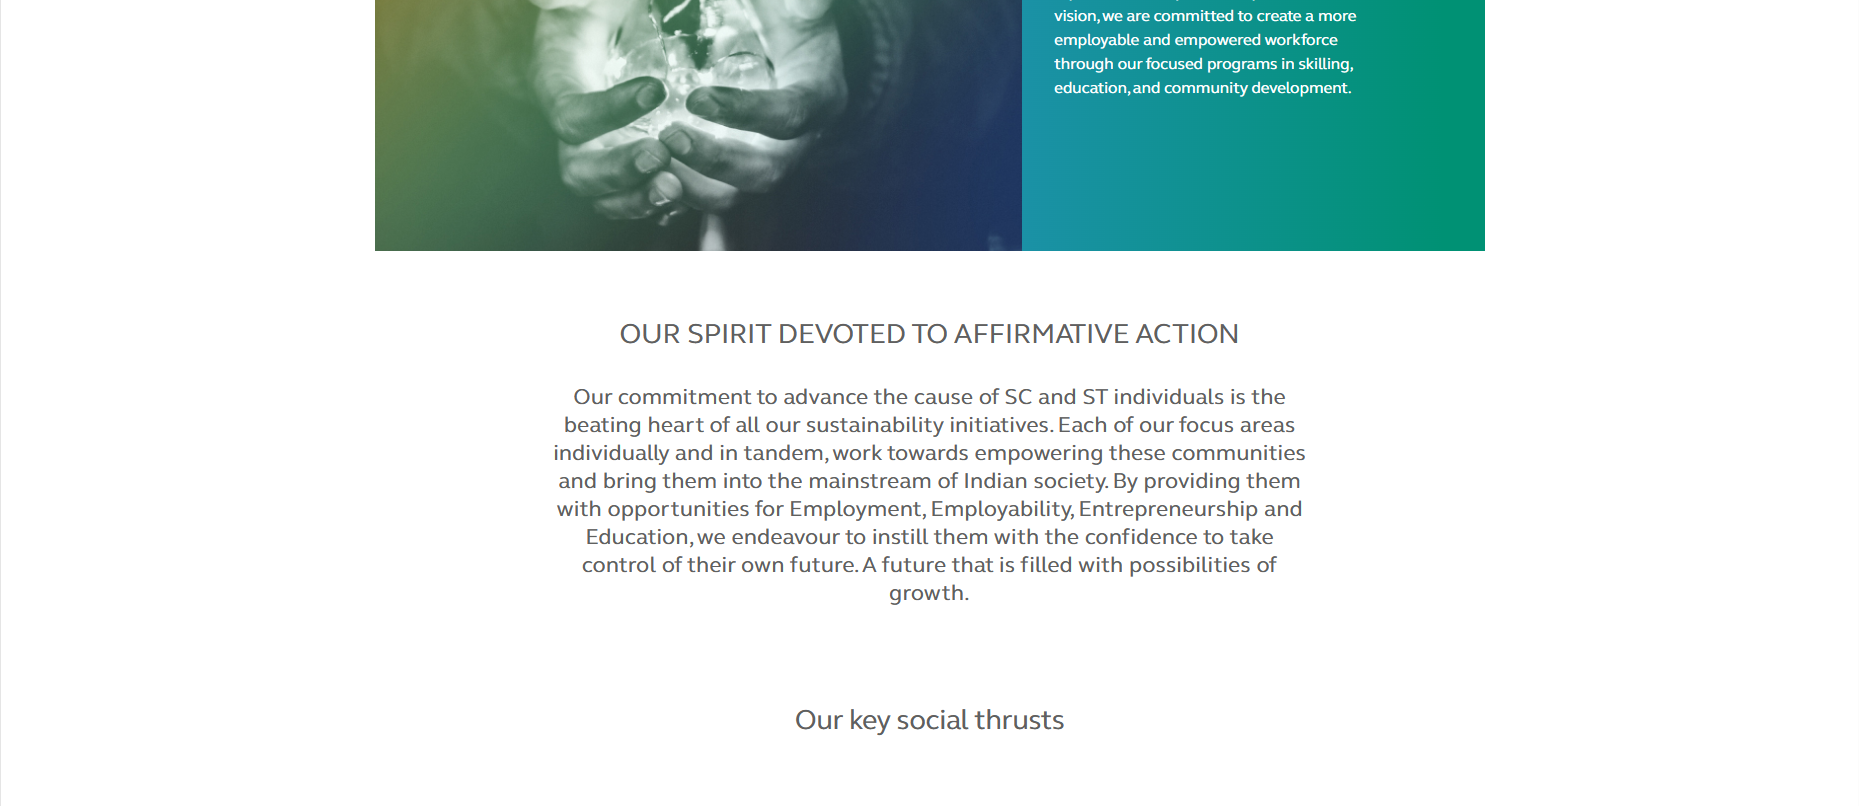 vision, we are committed to create a more
employable and empowered workforce
through our focused programs in skilling,
education, and community development.
OUR SPIRIT DEVOTED TO AFFIRMATIVE ACTION
Our commitment to advance the cause of SC and ST individuals is the
beating heart of all our sustainability initiatives. Each of our focus areas
individually and in tandem, work towards empowering these communities
and bring them into the mainstream of Indian society. By providing them
with opportunities for Employment, Employability, Entrepreneurship and
Education, we endeavour to instill them with the confidence to take
control of their own future. A future that is filled with possibilities of
growth.
Our key social thrusts